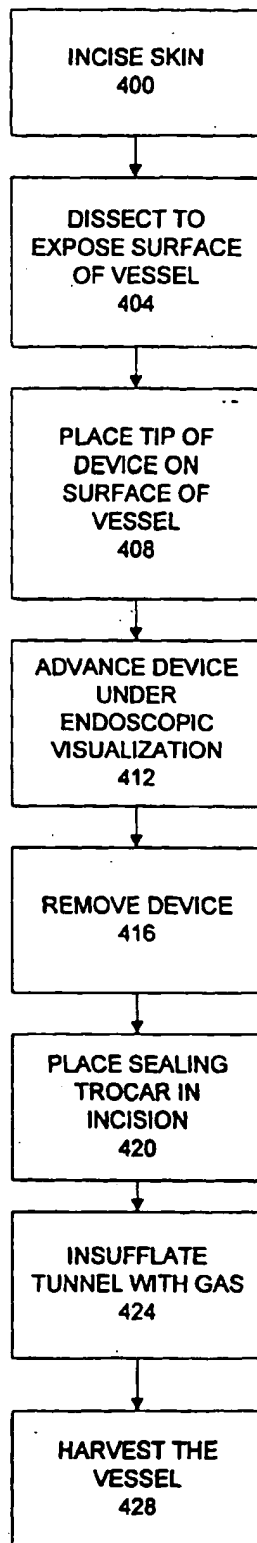 INCISE SKIN
400
DISSECT TO
EXPOSE SURFACE
OF VESSEL
404
PLACE TIP OF
DEVICE ON
SURFACE OF
VESSEL
408
ADVANCE DEVICE
UNDER
ENDOSCOPIC
VISUALIZATION
412
REMOVE DEVICE
416
PLACE SEALING
TROCAR IN
INCISION
420
INSUFFLATE
TUNNEL WITH GAS
424
HARVEST THE
VESSEL
428